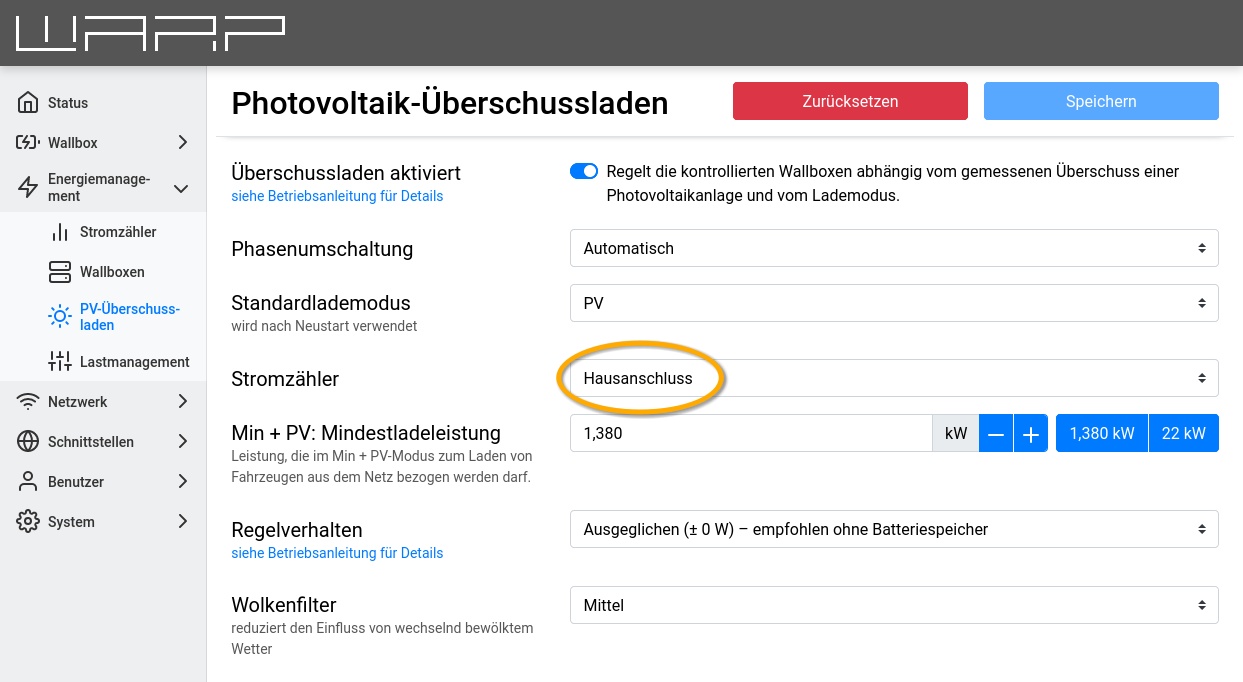 WARP
Photovoltaik-Überschussladen
Zurücksetzen
Speichern
Status
Wallbox
Energiemanage-
ment
Stromzähler
Wallboxen
PV-Überschuss-
laden
Lastmanagement
Netzwerk
Schnittstellen
Benutzer
System
Überschussladen aktiviert
siehe Betriebsanleitung für Details
Regelt die kontrollierten Wallboxen abhängig vom gemessenen Überschuss einer
Photovoltaikanlage und vom Lademodus.
Phasenumschaltung
Automatisch
Standardlademodus
wird nach Neustart verwendet
PV
Stromzähler
Hausanschluss
Min + PV: Mindestladeleistung
Leistung, die im Min + PV-Modus zum Laden von
Fahrzeugen aus dem Netz bezogen werden darf.
1,380 kW
1,380 kW
22 kW
Regelverhalten
siehe Betriebsanleitung für Details
Ausgeglichen (± 0 W) – empfohlen ohne Batteriespeicher
Wolkenfilter
reduziert den Einfluss von wechselnd bewölktem
Wetter
Mittel